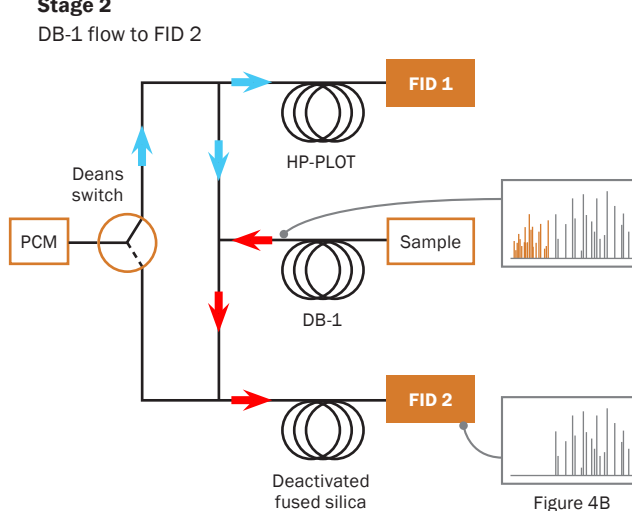 Stage 2
DB-1 flow to FID 2
FID 1
HP-PLOT
Deans
switch
PCM
Sample
DB-1
FID 2
Deactivated
fused silica
Figure 4B